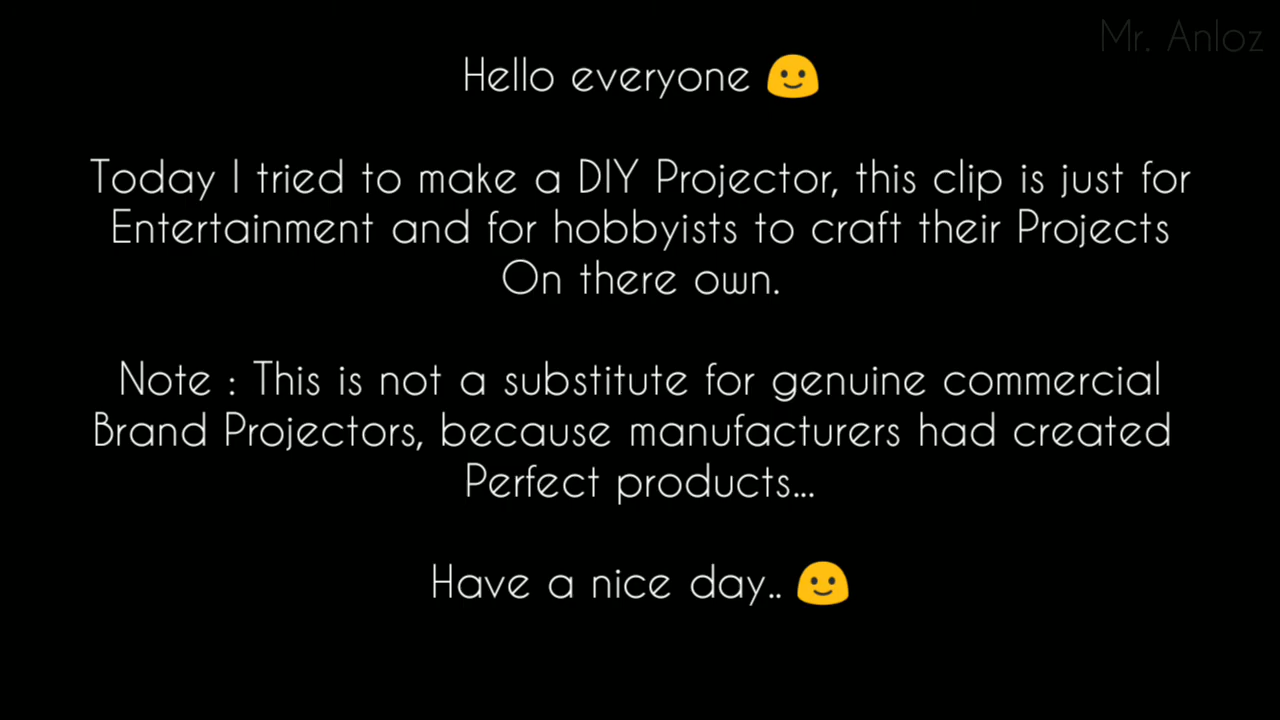 Mr. Anloz
Hello everyone 🙂
Today I tried to make a DIY Projector, this clip is just for
Entertainment and for hobbyists to craft their Projects
On there own.
Note : This is not a substitute for genuine commercial
Brand Projectors, because manufacturers had created
Perfect products...
Have a nice day.. 🙂